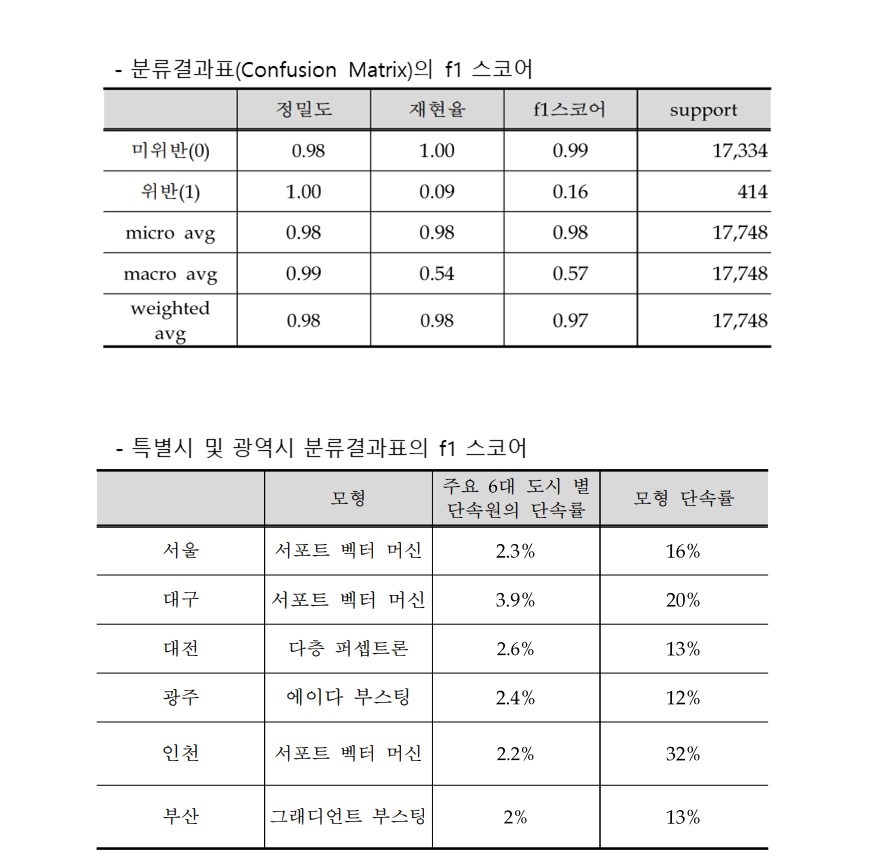 - 분류결과표(Confusion Matrix)의 f1 스코어
정밀도 재현율 f1스코어 support
미위반(0) 0.98 1.00 0.99 17,334
위반(1) 1.00 0.09 0.16 414
micro avg 0.98 0.98 0.98 17,748
macro avg 0.99 0.54 0.57 17,748
weighted
avg 0.98 0.98 0.97 17,748
- 특별시 및 광역시 분류결과표의 f1 스코어
모형 주요 6대 도시 별
단속원의 단속률 모형 단속률
서울 서포트 벡터 머신 2.3% 16%
대구 서포트 벡터 머신 3.9% 20%
대전 다층 퍼셉트론 2.6% 13%
광주 에이다 부스팅 2.4% 12%
인천 서포트 벡터 머신 2.2% 32%
부산 그래디언트 부스팅 2% 13%